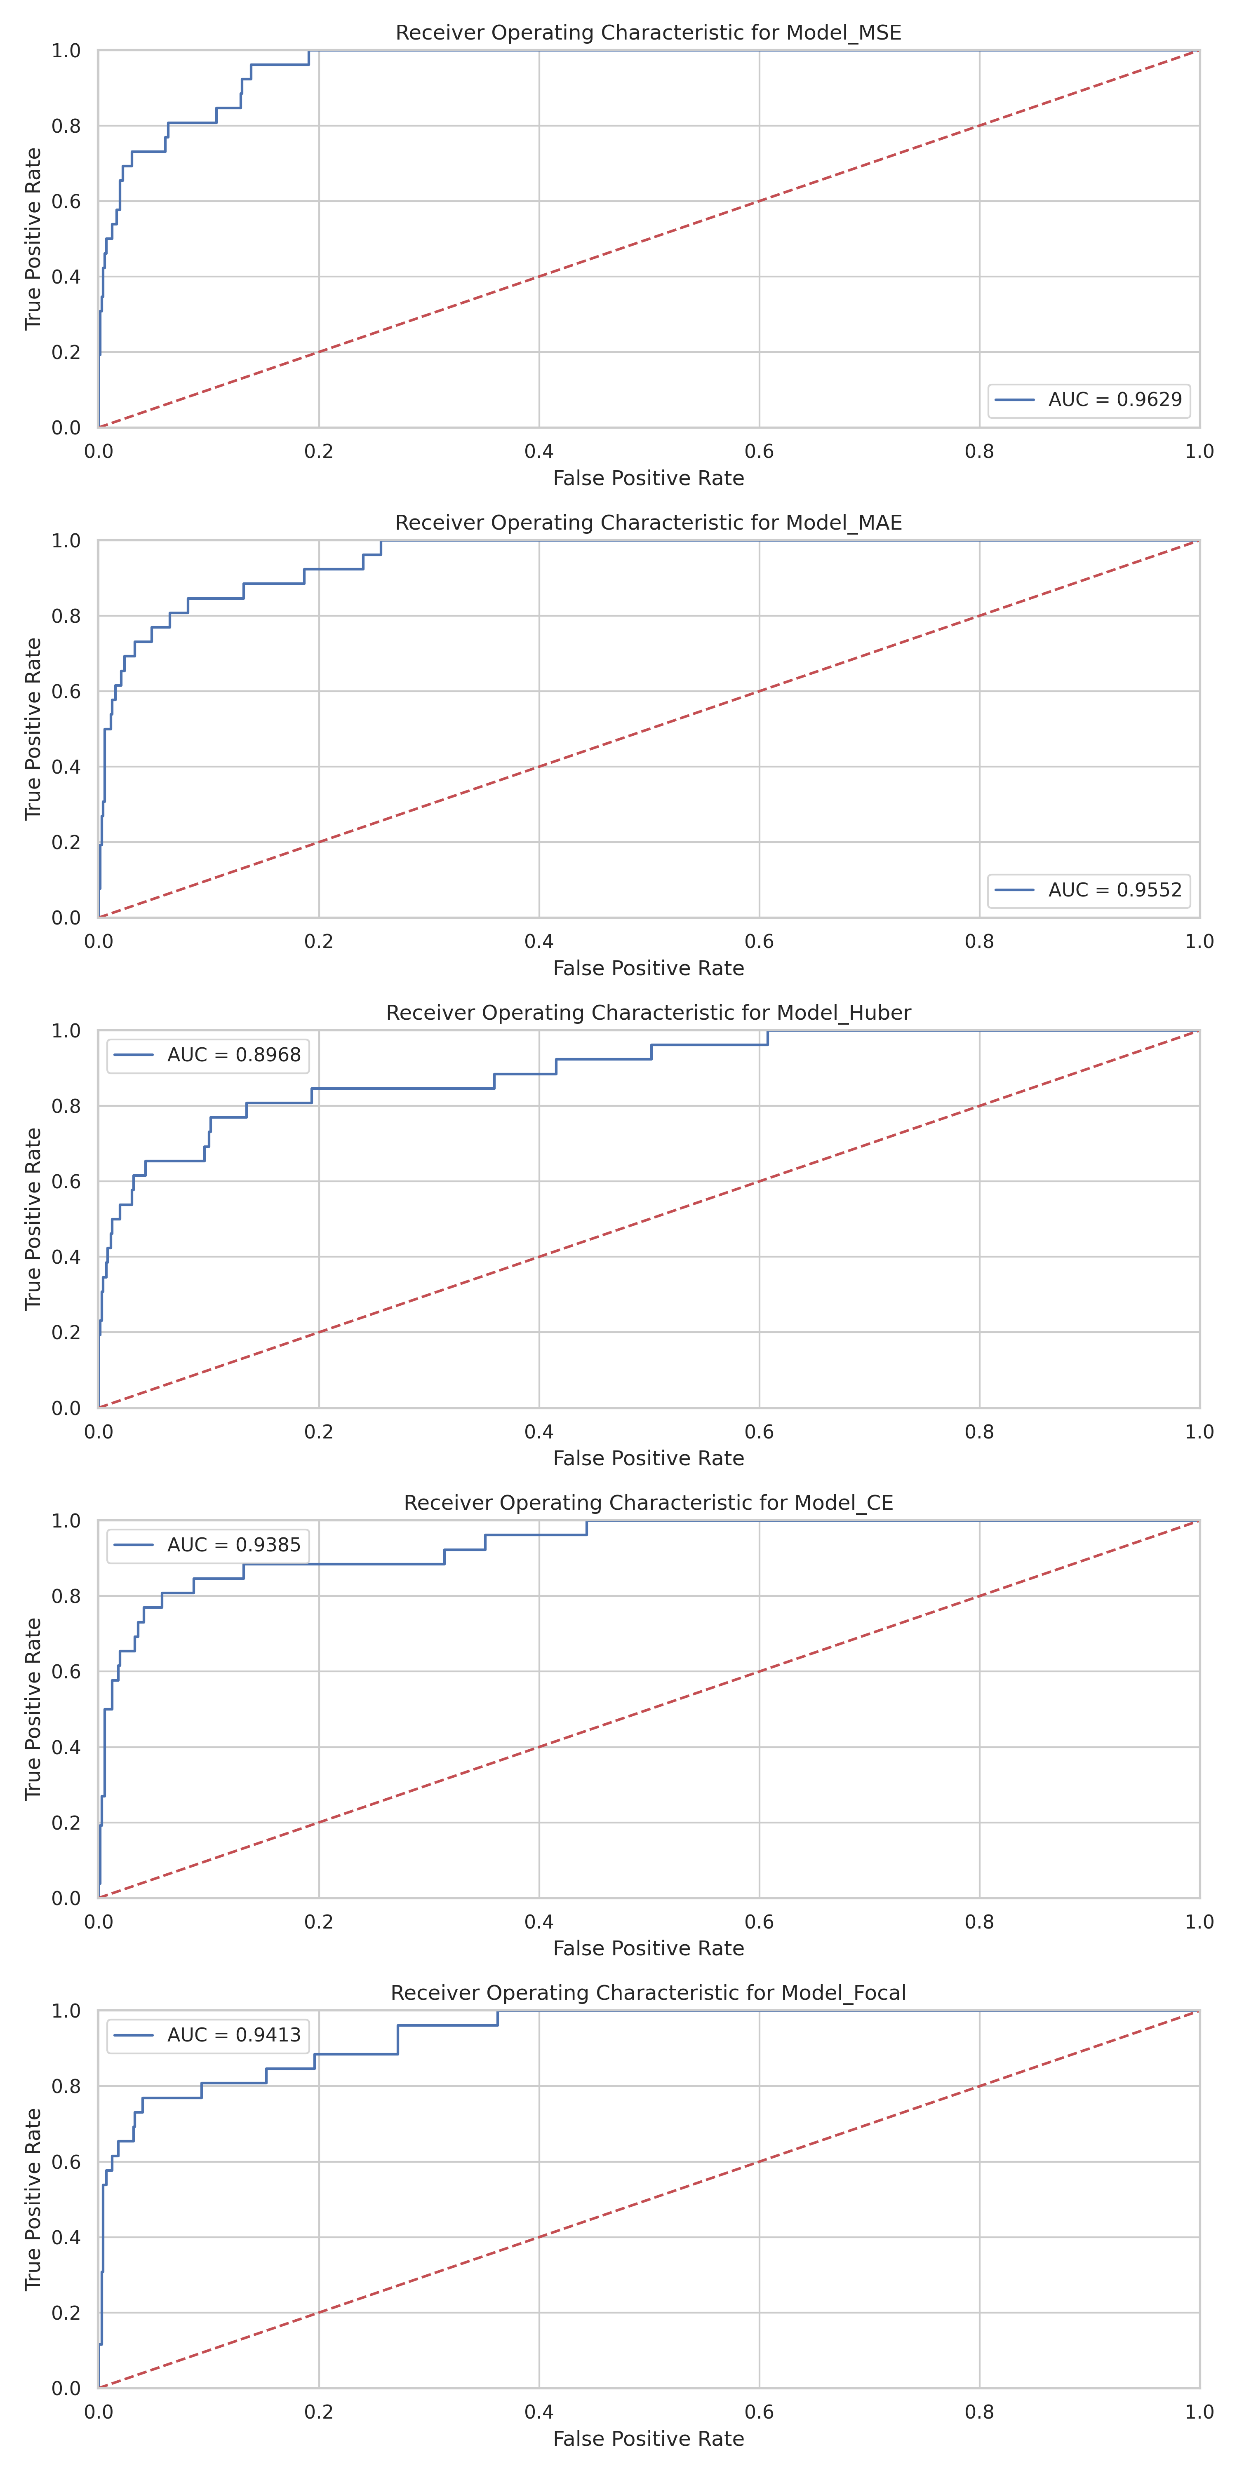 Receiver Operating Characteristic for Model_MSE
1.0
0.8
0.6
0.4
0.2
0.0
True Positive Rate
AUC = 0.9629
0.0 0.2 0.4 0.6 0.8 1.0
False Positive Rate
Receiver Operating Characteristic for Model_MAE
1.0
0.8
0.6
0.4
0.2
0.0
True Positive Rate
AUC = 0.9552
0.0 0.2 0.4 0.6 0.8 1.0
False Positive Rate
Receiver Operating Characteristic for Model_Huber
1.0
0.8
0.6
0.4
0.2
0.0
True Positive Rate
AUC = 0.8968
0.0 0.2 0.4 0.6 0.8 1.0
False Positive Rate
Receiver Operating Characteristic for Model_CE
1.0
0.8
0.6
0.4
0.2
0.0
True Positive Rate
AUC = 0.9385
0.0 0.2 0.4 0.6 0.8 1.0
False Positive Rate
Receiver Operating Characteristic for Model_Focal
1.0
0.8
0.6
0.4
0.2
0.0
True Positive Rate
AUC = 0.9413
0.0 0.2 0.4 0.6 0.8 1.0
False Positive Rate